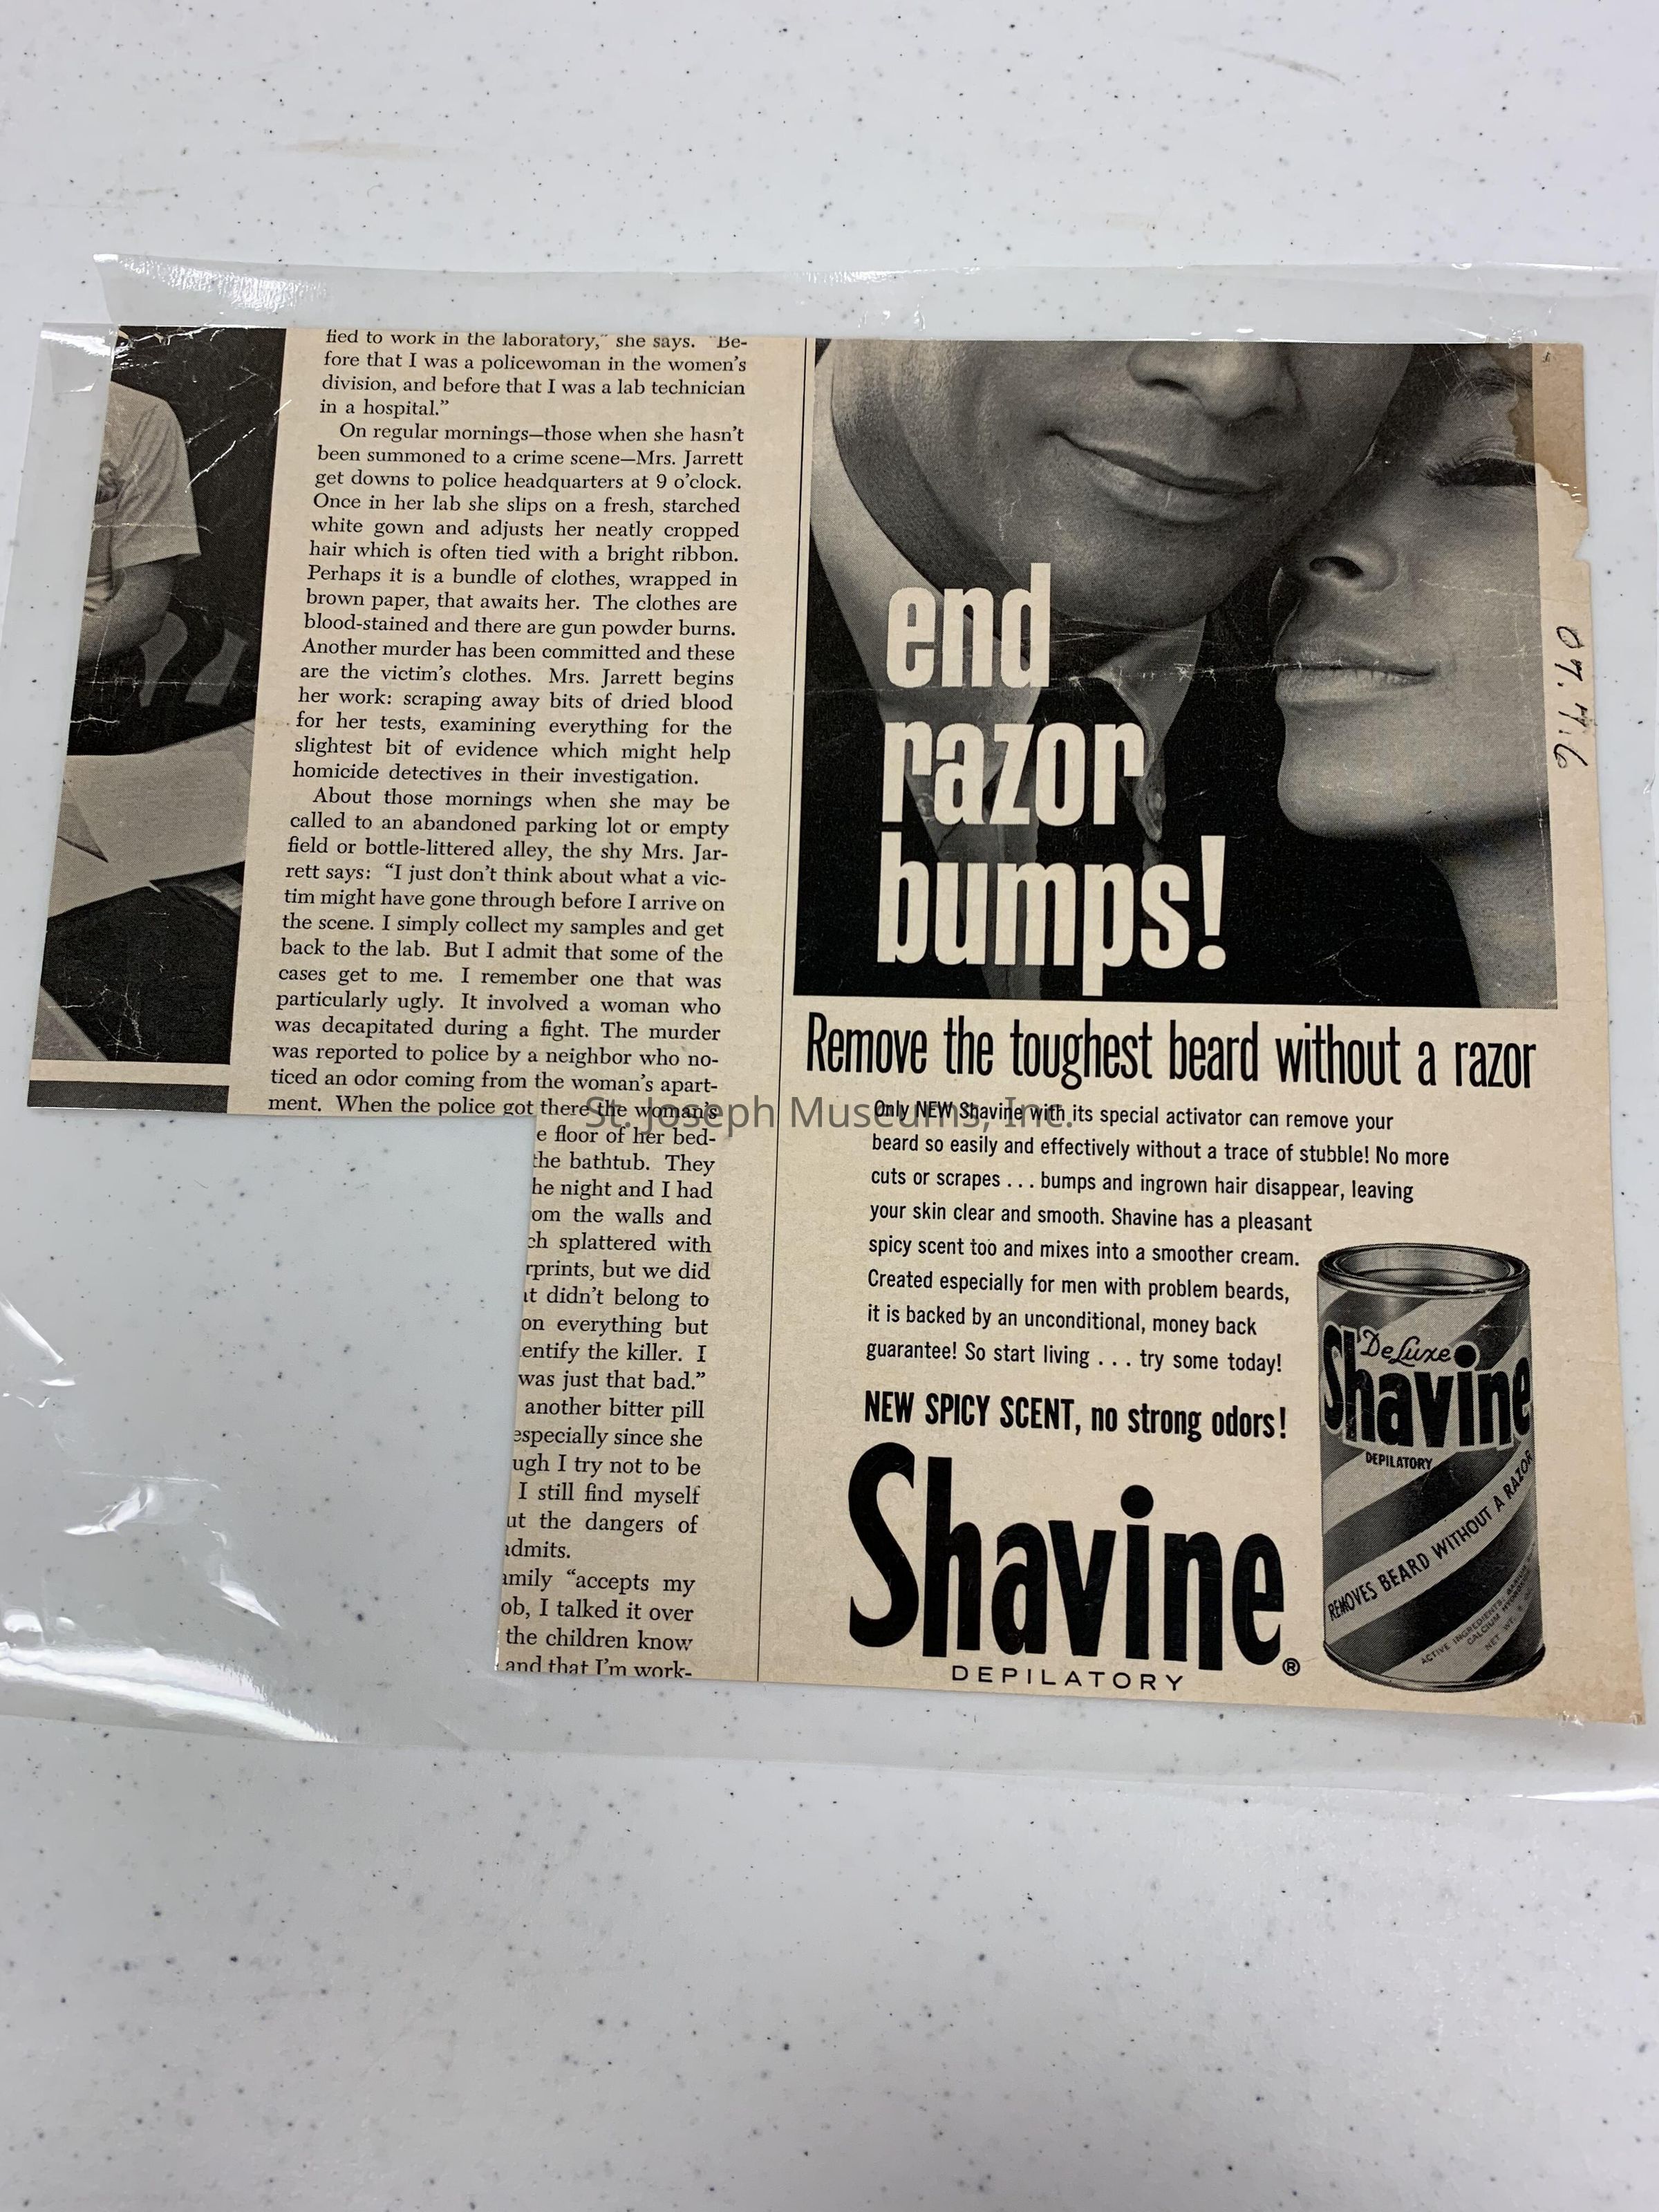 fied to work in the laboratory,” she says. “Be-
fore that I was a policewoman in the women’s
division, and before that I was a lab technician
in a hospital.”
On regular mornings—those when she hasn’t
been summoned to a crime scene—Mrs. Jarrett
get downs to police headquarters at 9 o’clock.
Once in her lab she slips on a fresh, starched
white gown and adjusts her neatly cropped
hair which is often tied with a bright ribbon.
Perhaps it is a bundle of clothes, wrapped in
brown paper, that awaits her. The clothes are
blood-stained and there are gun powder burns.
Another murder has been committed and these
are the victim’s clothes. Mrs. Jarrett begins
her work: scraping away bits of dried blood
for her tests, examining everything for the
slightest bit of evidence which might help
homicide detectives in their investigation.
About those mornings when she may be
called to an abandoned parking lot or empty
field or bottle-littered alley, the shy Mrs. Jar-
rett says: “I just don’t think about what a vic-
tim might have gone through before I arrive on
the scene. I simply collect my samples and get
back to the lab. But I admit that some of the
cases get to me. I remember one that was
particularly ugly. It involved a woman who
was decapitated during a fight. The murder
was reported to police by a neighbor who no-
ticed an odor coming from the woman’s apart-
ment. When the police got there the woman’s
e floor of her bed-
the bathtub. They
he night and I had
om the walls and
ch splattered with
rprints, but we did
at didn’t belong to
on everything but
entify the killer. I
was just that bad.”
another bitter pill
especially since she
ugh I try not to be
I still find myself
ut the dangers of
admits.
amily “accepts my
ob, I talked it over
the children know
and that I’m work-
end
razor
bumps!
Remove the toughest beard without a razor
Only NEW Shavine with its special activator can remove your
beard so easily and effectively without a trace of stubble! No more
cuts or scrapes . . . bumps and ingrown hair disappear, leaving
your skin clear and smooth. Shavine has a pleasant
spicy scent too and mixes into a smoother cream.
Created especially for men with problem beards,
it is backed by an unconditional, money back
guarantee! So start living . . . try some today!
NEW SPICY SCENT, no strong odors!
Shavine®
DEPILATORY
DeLuxe
Shavine
DEPILATORY
REMOVES BEARD WITHOUT A RAZOR
ACTIVE INGREDIENTS: BARIUM
CALCIUM HYDROXIDE
NET WT.
St. Joseph Museums, Inc.